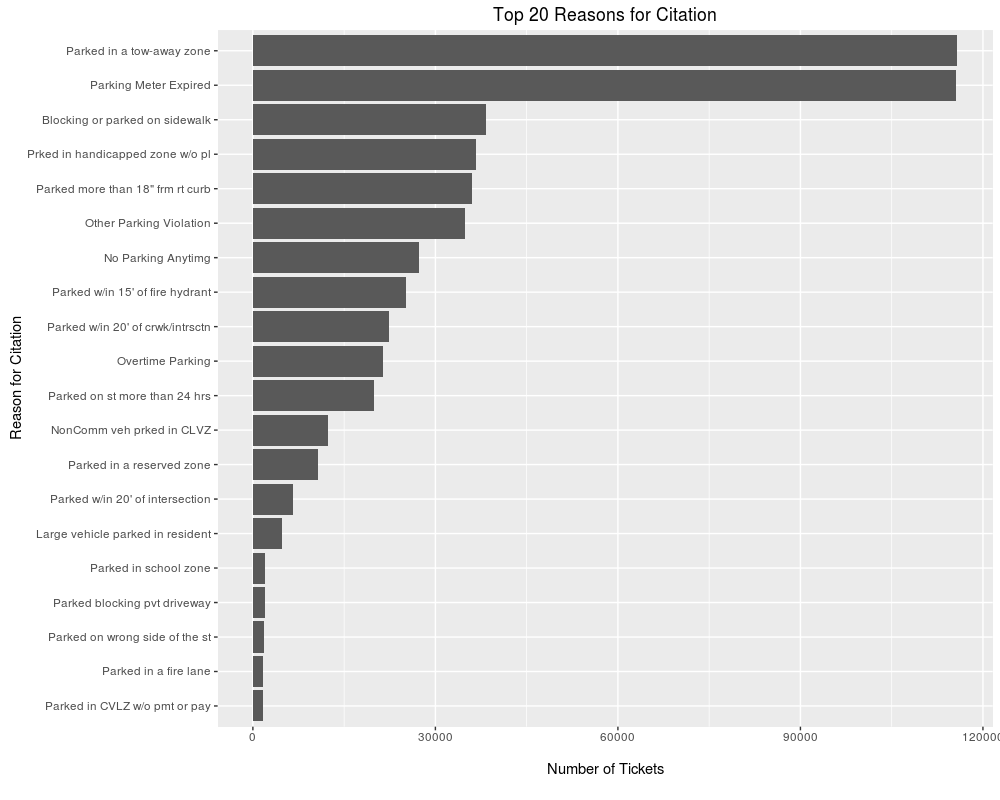 Top 20 Reasons for Citation
Parked in a tow-away zone
Parking Meter Expired
Blocking or parked on sidewalk
Prked in handicapped zone w/o pl
Parked more than 18" frm rt curb
Other Parking Violation
No Parking Anytimg
Parked w/in 15' of fire hydrant
Parked w/in 20' of crwk/intrsctn
Overtime Parking
Parked on st more than 24 hrs
NonComm veh prked in CLVZ
Parked in a reserved zone
Parked w/in 20' of intersection
Large vehicle parked in resident
Parked in school zone
Parked blocking pvt driveway
Parked on wrong side of the st
Parked in a fire lane
Parked in CVLZ w/o pmt or pay
Reason for Citation
0 30000 60000 90000 120000
Number of Tickets